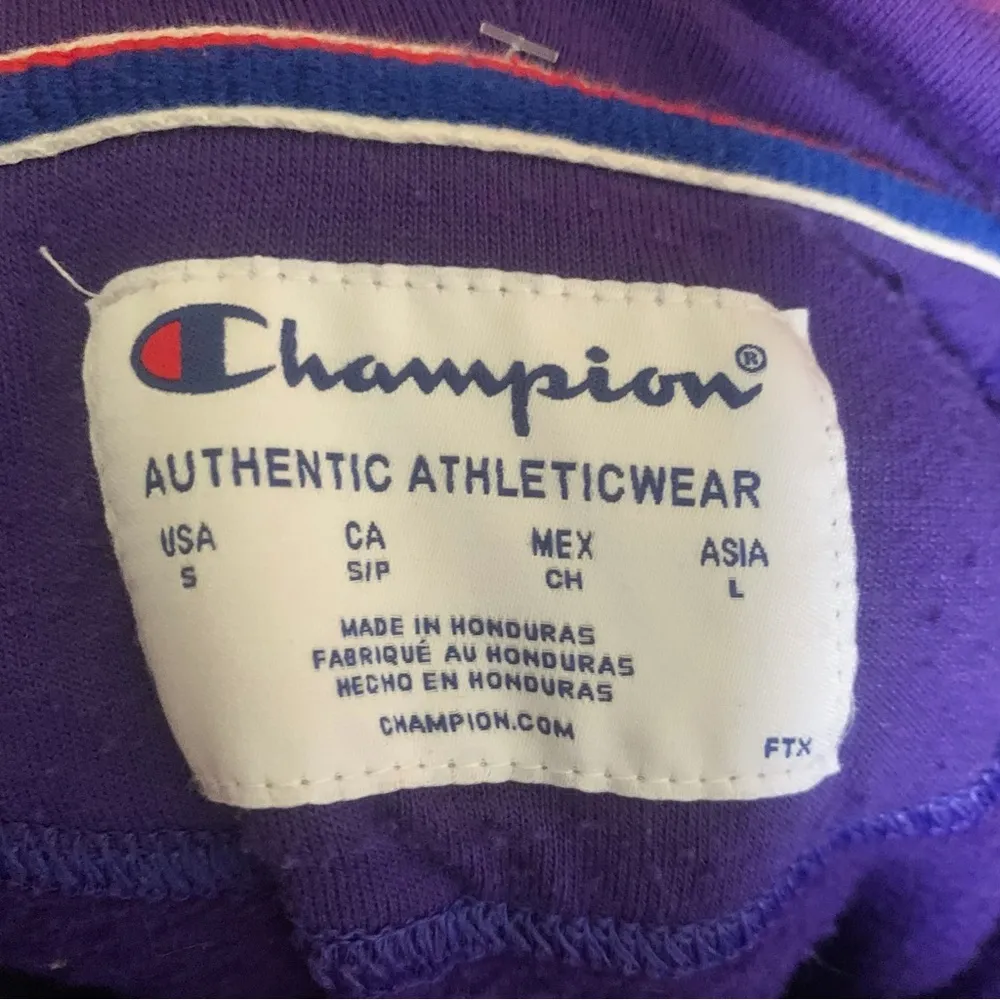 Champion®
AUTHENTIC ATHLETICWEAR
USA CA MEX ASIA
S S/P CH L
MADE IN HONDURAS
FABRIQUÉ AU HONDURAS
HECHO EN HONDURAS
CHAMPION.COM
FTX